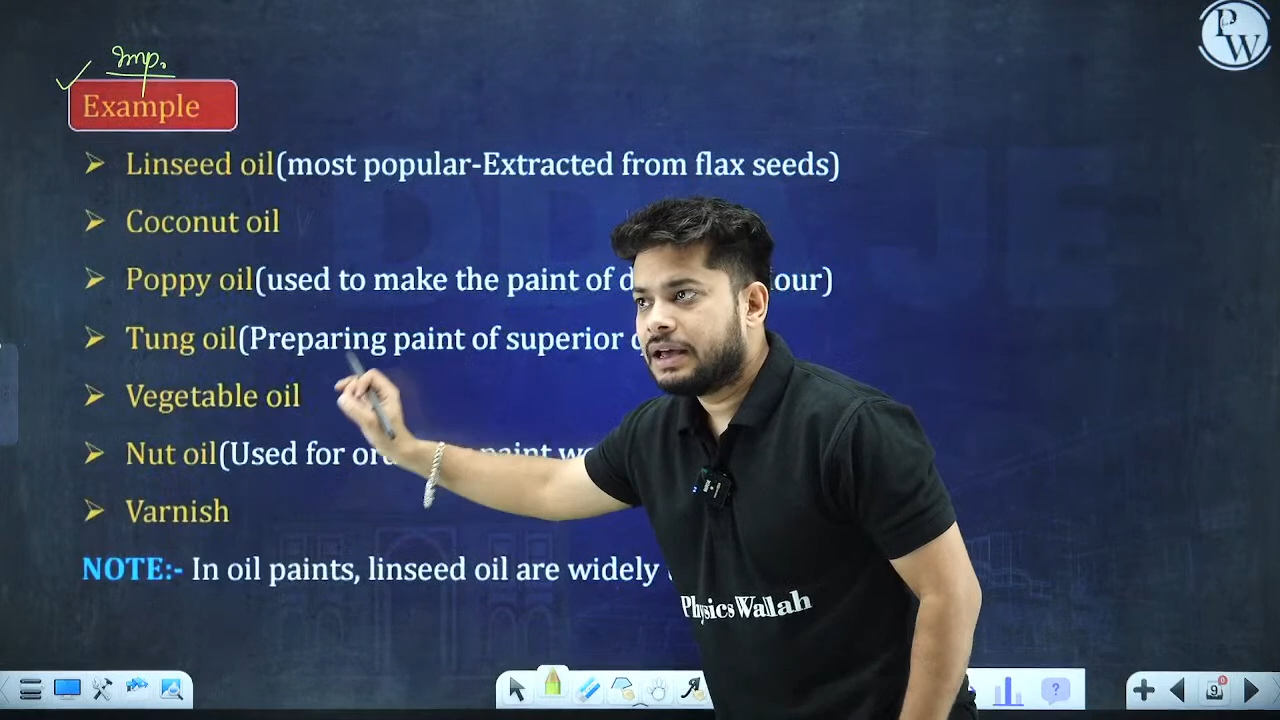 PW
Imp.
Example
Linseed oil(most popular-Extracted from flax seeds)
Coconut oil
Poppy oil(used to make the paint of
Tung oil(Preparing paint of superior
Vegetable oil
Nut oil(Used for paint
Varnish
NOTE:- In oil paints, linseed oil are widely
Physics Wallah
9